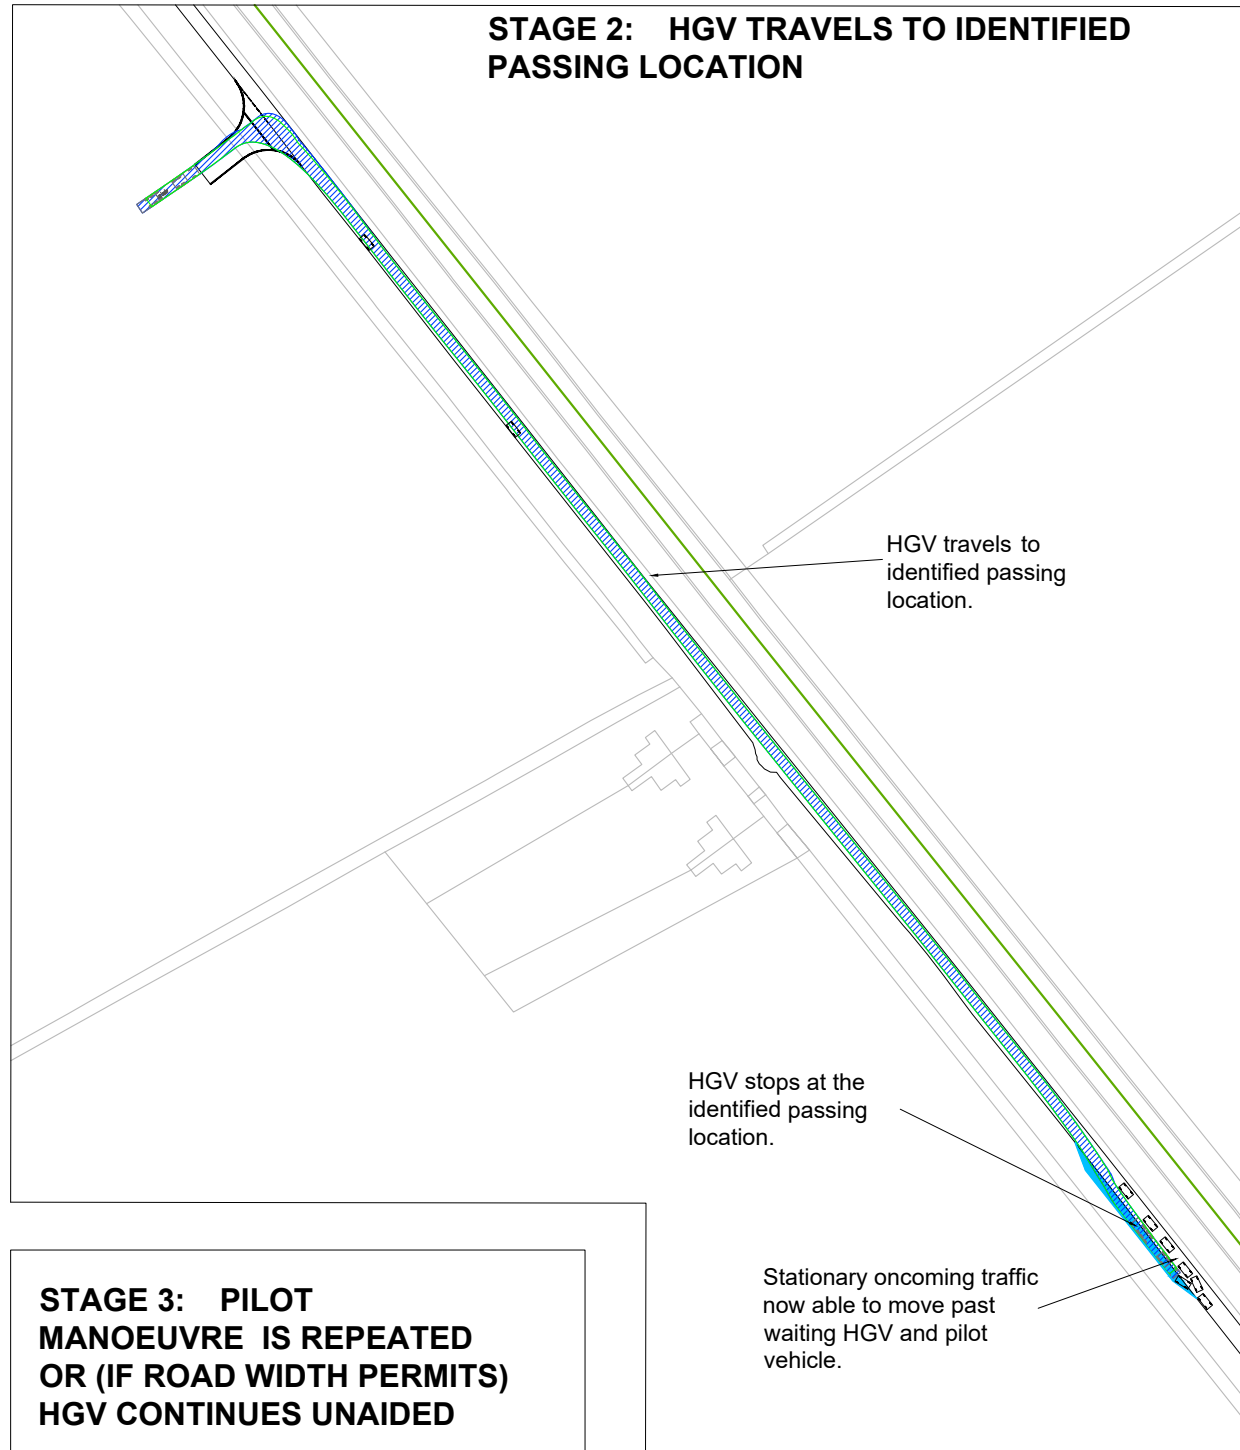 STAGE 2: HGV TRAVELS TO IDENTIFIED
PASSING LOCATION
HGV travels to
identified passing
location.
HGV stops at the
identified passing
location.
Stationary oncoming traffic
now able to move past
waiting HGV and pilot
vehicle.
STAGE 3: PILOT
MANOEUVRE IS REPEATED
OR (IF ROAD WIDTH PERMITS)
HGV CONTINUES UNAIDED